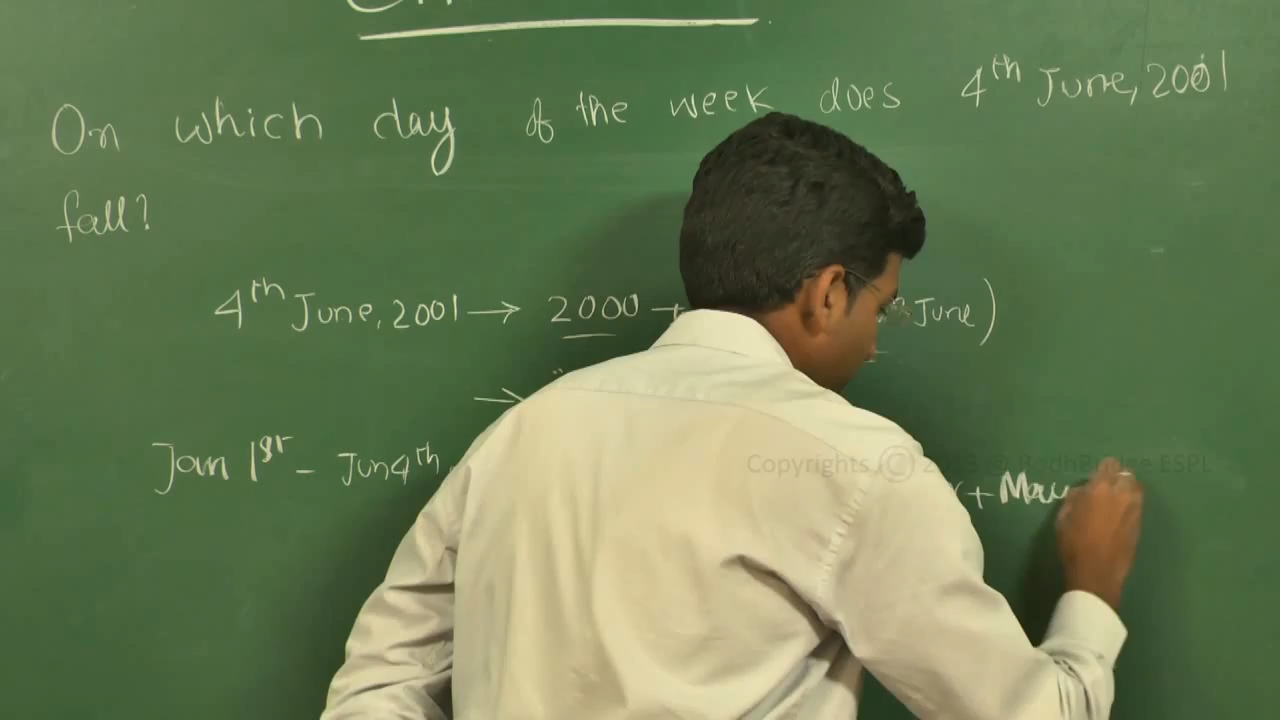 On which day of the week does 4th June, 2001
fall?
4th June, 2001 → 2000 + June)
→
Jan 1st - Jun 4th
+ May
Copyrights © ESPL